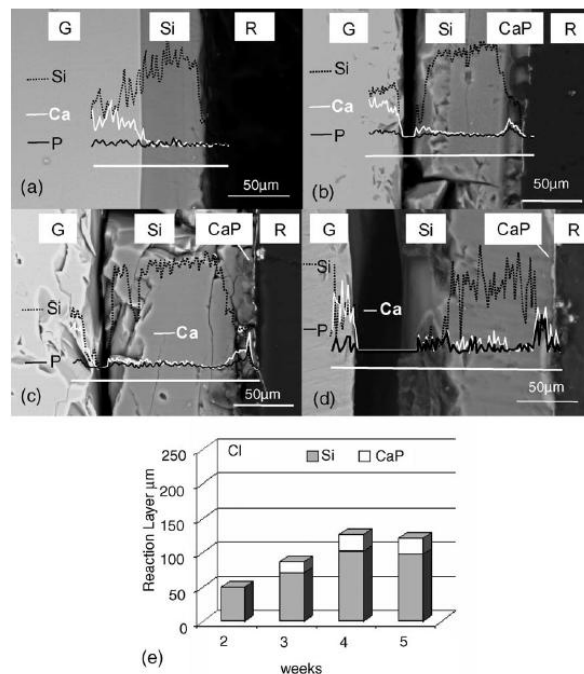 G Si R
Si
Ca
P
(a)
50μm
G Si CaP R
Si
Ca
P
(b)
50μm
G Si CaP R
Si
Ca
P
(c)
50μm
G Si CaP R
Si
Ca
P
(d)
50μm
CI
Si CaP
Reaction Layer μm
250
200
150
100
50
0
2 3 4 5
weeks
(e)